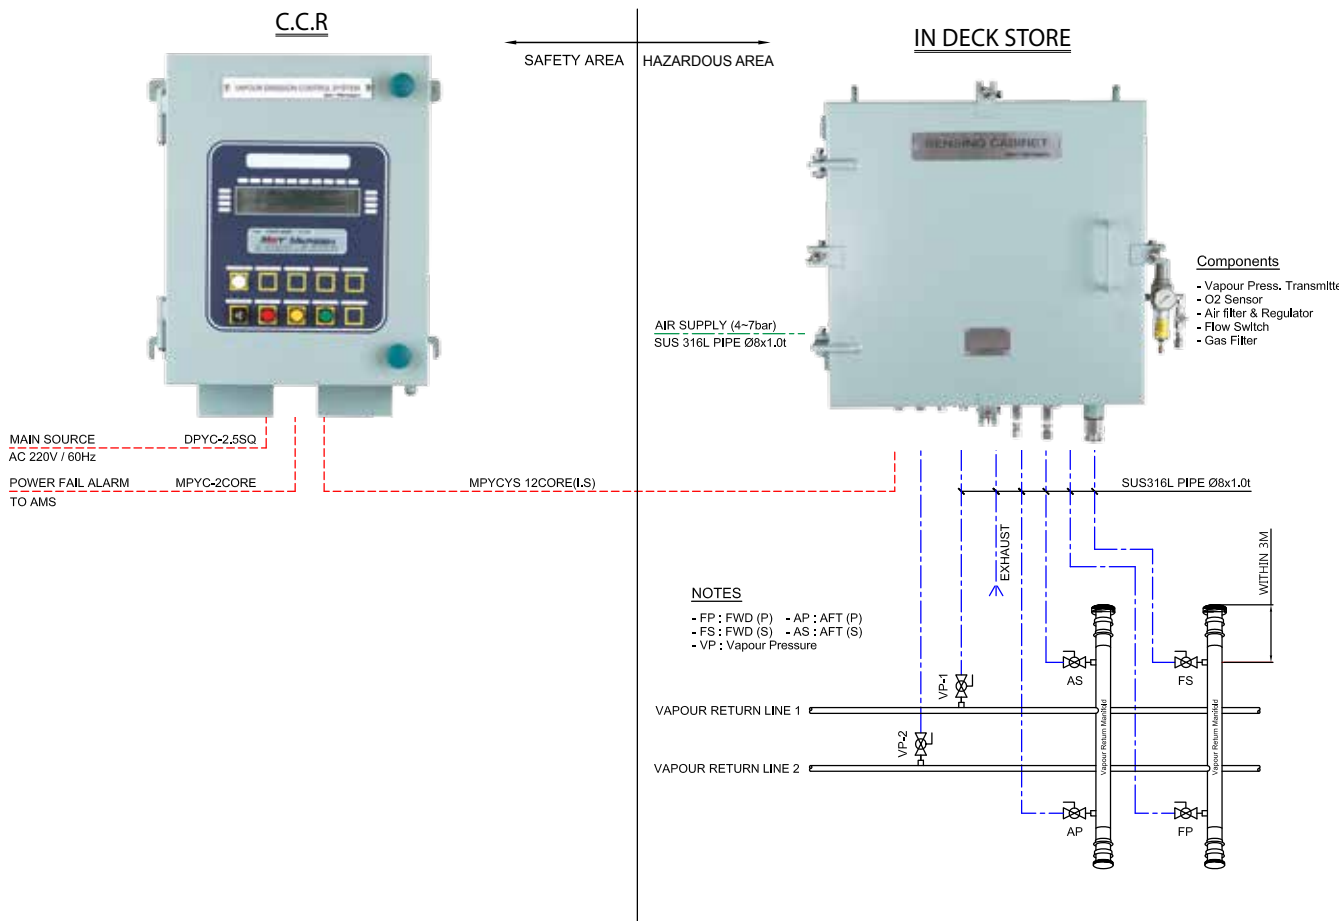 C.C.R
SAFETY AREA
HAZARDOUS AREA
IN DECK STORE
VAPOUR EMISSION CONTROL SYSTEM
SENSING CABINET
Components
- Vapour Press. Transmitte
- O2 Sensor
- Air filter & Regulator
- Flow Switch
- Gas Filter
AIR SUPPLY (4~7bar)
SUS 316L PIPE Ø8x1.0t
MAIN SOURCE DPYC-2.5SQ
AC 220V / 60Hz
POWER FAIL ALARM MPYC-2CORE
TO AMS
MPYCYS 12CORE(I.S)
SUS316L PIPE Ø8x1.0t
EXHAUST
WITHIN 3M
NOTES
- FP : FWD (P) - AP : AFT (P)
- FS : FWD (S) - AS : AFT (S)
- VP : Vapour Pressure
AS
FS
VP-1
VAPOUR RETURN LINE 1
VP-2
VAPOUR RETURN LINE 2
Vapour Return Manifold
Vapour Return Manifold
AP
FP